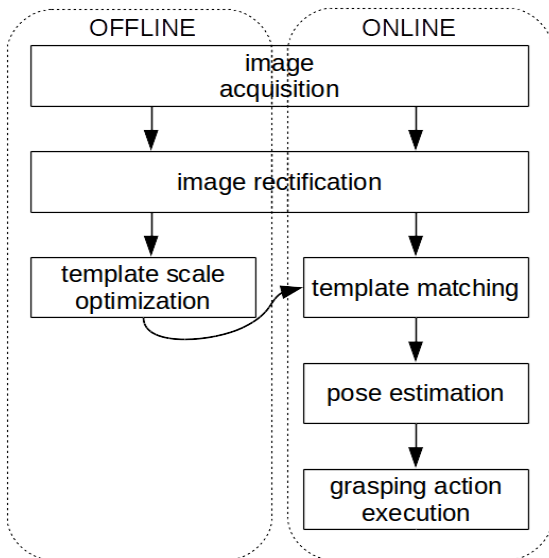 OFFLINE
ONLINE
image
acquisition
image rectification
template scale
optimization
template matching
pose estimation
grasping action
execution